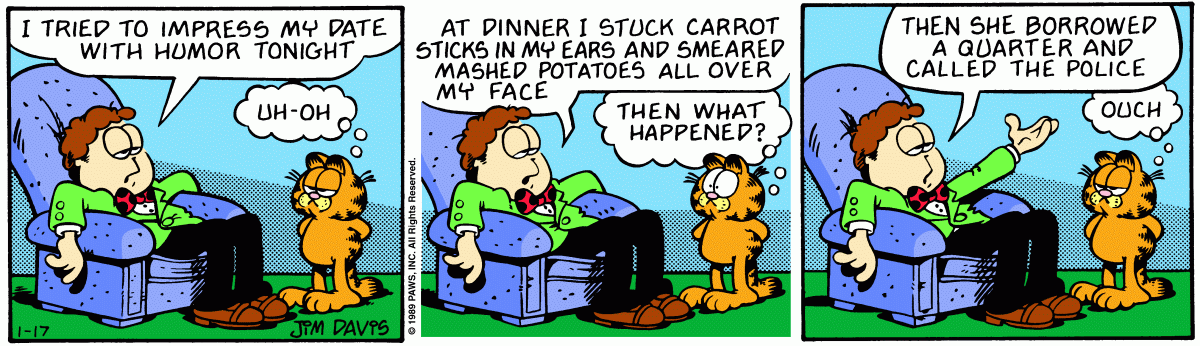 I TRIED TO IMPRESS MY DATE
WITH HUMOR TONIGHT
UH-OH
1-17
JIM DAVIS
© 1989 PAWS, INC. All Rights Reserved.
AT DINNER I STUCK CARROT
STICKS IN MY EARS AND SMEARED
MASHED POTATOES ALL OVER
MY FACE
THEN WHAT
HAPPENED?
THEN SHE BORROWED
A QUARTER AND
CALLED THE POLICE
OUCH